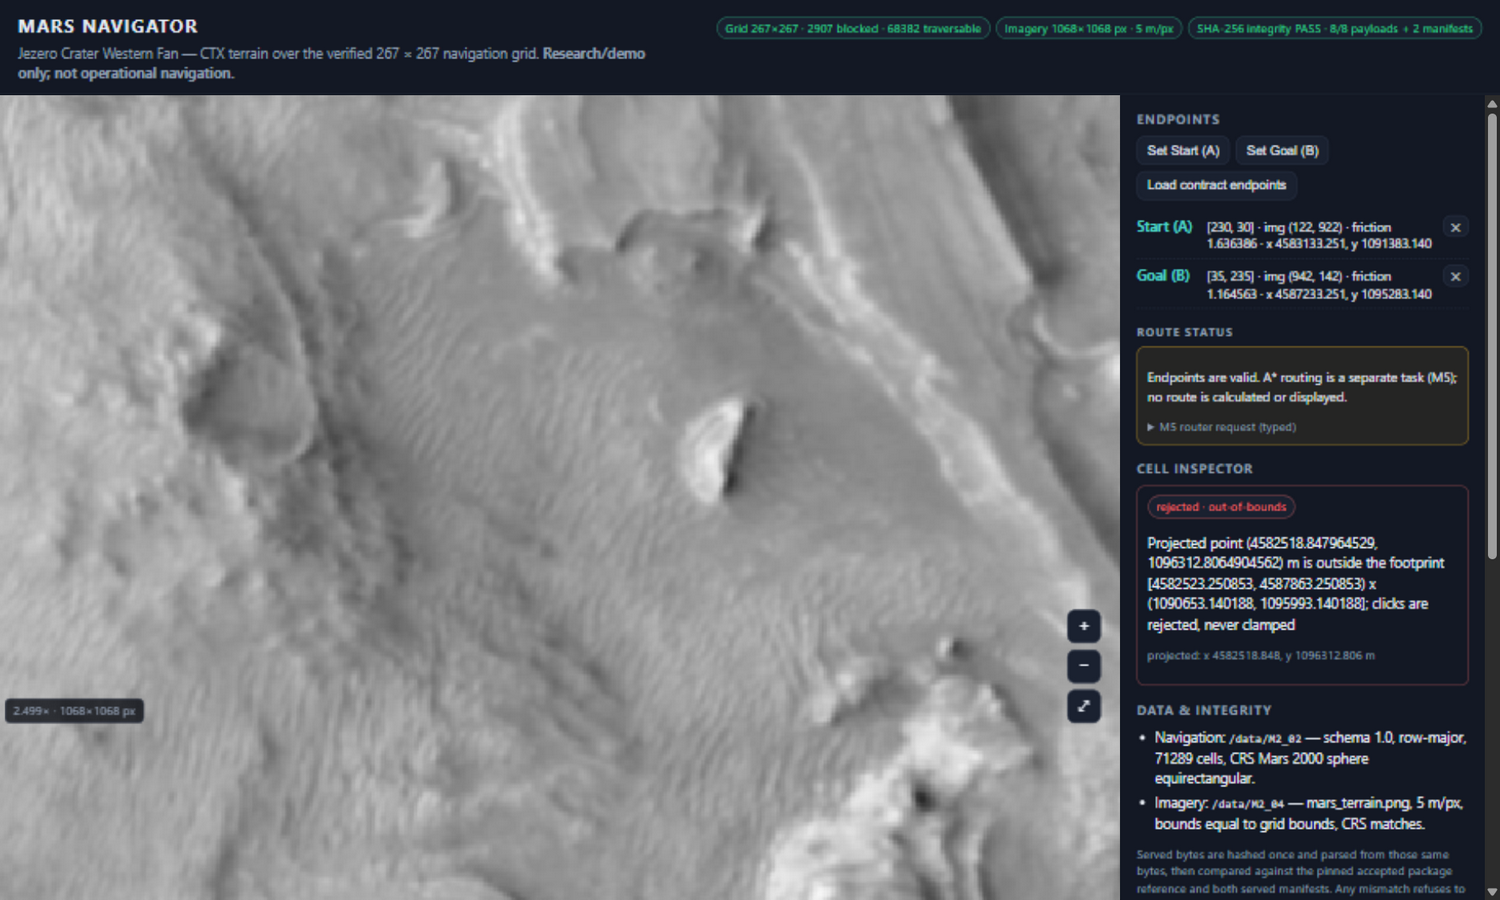 MARS NAVIGATOR
Jezero Crater Western Fan — CTX terrain over the verified 267 × 267 navigation grid. Research/demo
only; not operational navigation.
Grid 267×267 · 2907 blocked · 68382 traversable
Imagery 1068×1068 px · 5 m/px
SHA-256 integrity PASS · 8/8 payloads + 2 manifests
ENDPOINTS
Set Start (A)
Set Goal (B)
Load contract endpoints
Start (A)
[230, 30] · img (122, 922) · friction
1.636386 · x 4583133.251, y 1091383.140
✕
Goal (B)
[35, 235] · img (942, 142) · friction
1.164563 · x 4587233.251, y 1095283.140
✕
ROUTE STATUS
Endpoints are valid. A* routing is a separate task (M5);
no route is calculated or displayed.
▶ M5 router request (typed)
CELL INSPECTOR
rejected · out-of-bounds
Projected point (4582518.847964529,
1096312.8064904562) m is outside the footprint
[4582523.250853, 4587863.250853) x
(1090653.140188, 1095993.140188]; clicks are
rejected, never clamped
projected: x 4582518.848, y 1096312.806 m
+
−
⤢
2.499× · 1068×1068 px
DATA & INTEGRITY
• Navigation: /data/M2_02 — schema 1.0, row-major,
71289 cells, CRS Mars 2000 sphere
equirectangular.
• Imagery: /data/M2_04 — mars_terrain.png, 5 m/px,
bounds equal to grid bounds, CRS matches.
Served bytes are hashed once and parsed from those same
bytes, then compared against the pinned accepted package
reference and both served manifests. Any mismatch refuses to